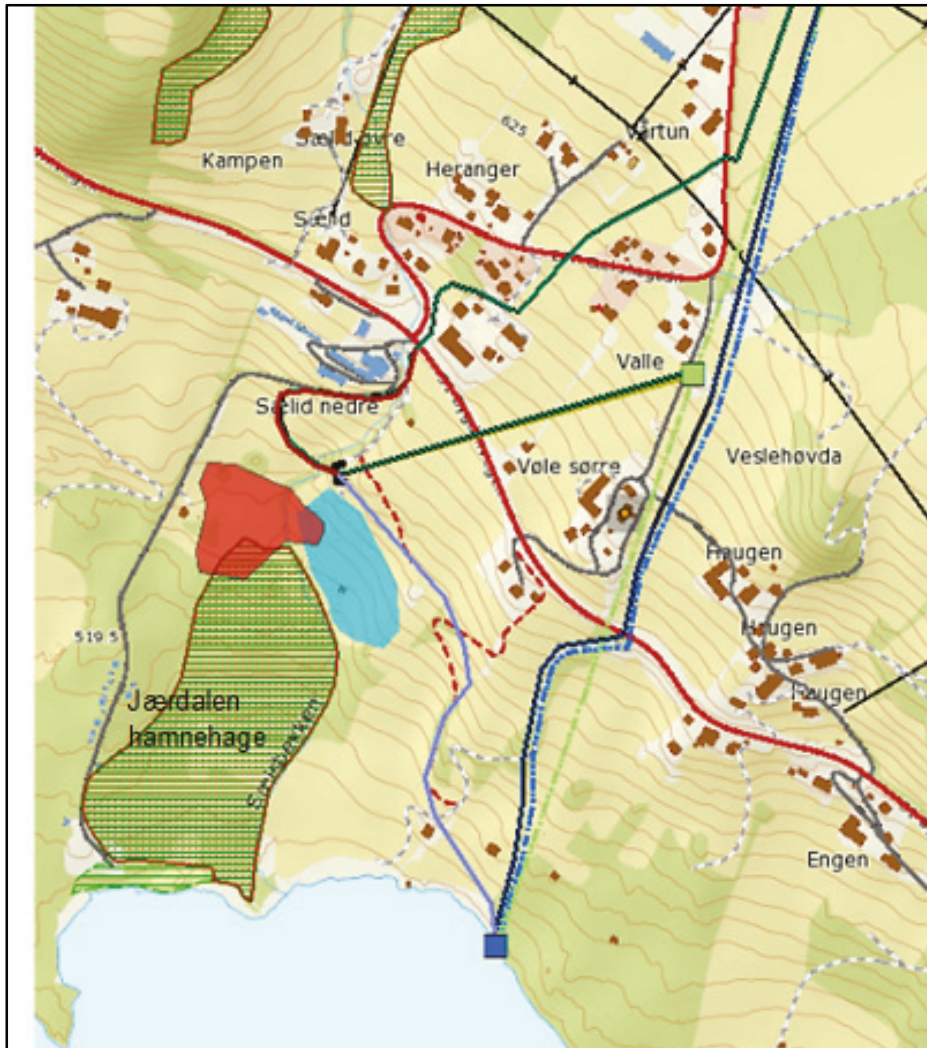 Vårtun
625
Sælid øvre
Kampen
Heranger
Sælid
Valle
Sælid nedre
Vøle sørre
Veslehøvda
Haugen
Haugen
Haugen
519.5
Jærdalen
hamnehage
Engen